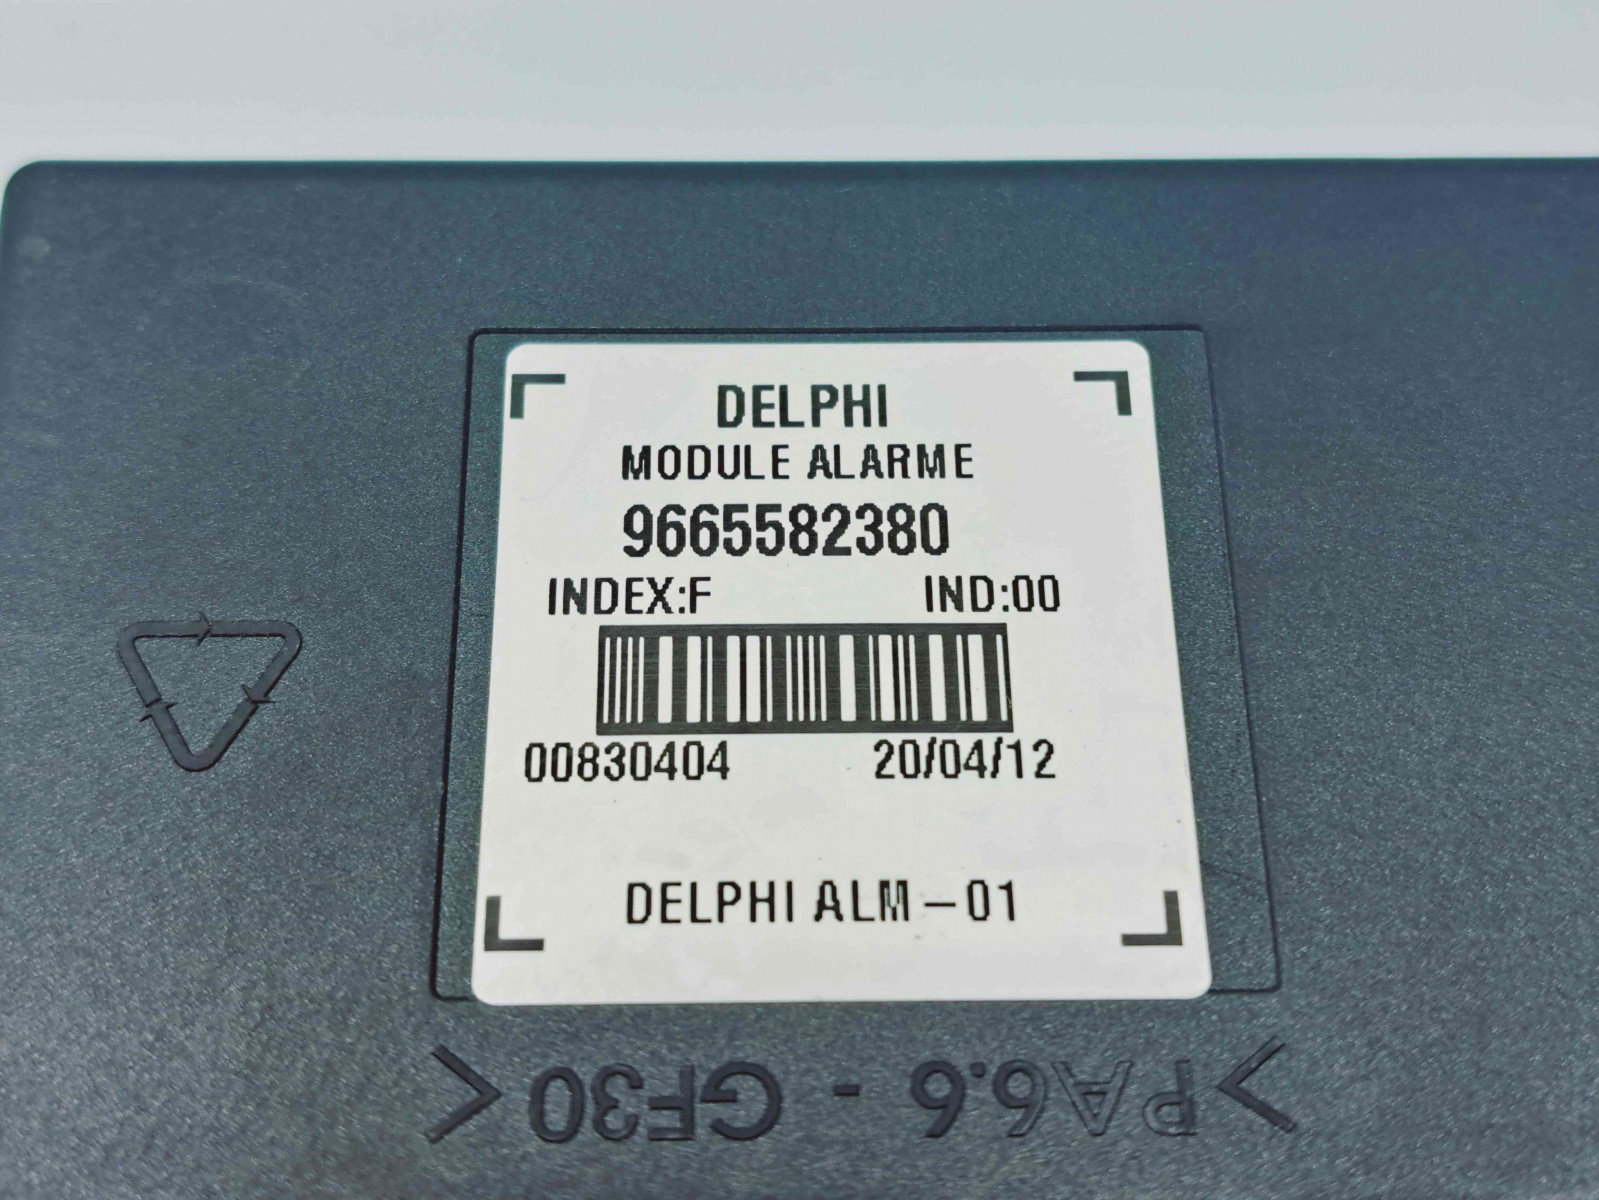 DELPHI
MODULE ALARME
9665582380
INDEX:F IND:00
00830404 20/04/12
DELPHI ALM - 01
>PA6.6 - GF30<